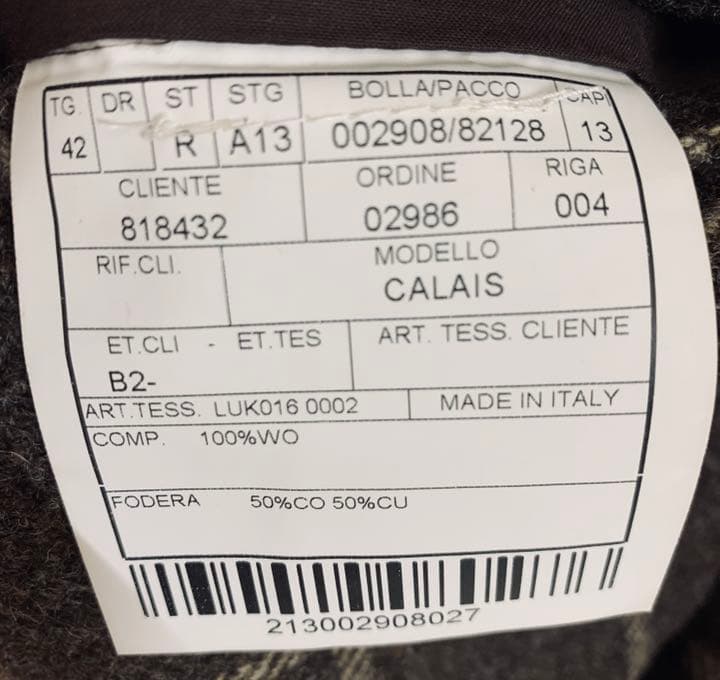 TG. DR ST STG BOLLA/PACCO CAPI
42 R A13 002908/82128 13
CLIENTE ORDINE RIGA
818432 02986 004
RIF.CLI. MODELLO
CALAIS
ET.CLI - ET.TES ART. TESS. CLIENTE
B2-
ART.TESS. LUK016 0002 MADE IN ITALY
COMP. 100%WO
FODERA 50%CO 50%CU
213002908027